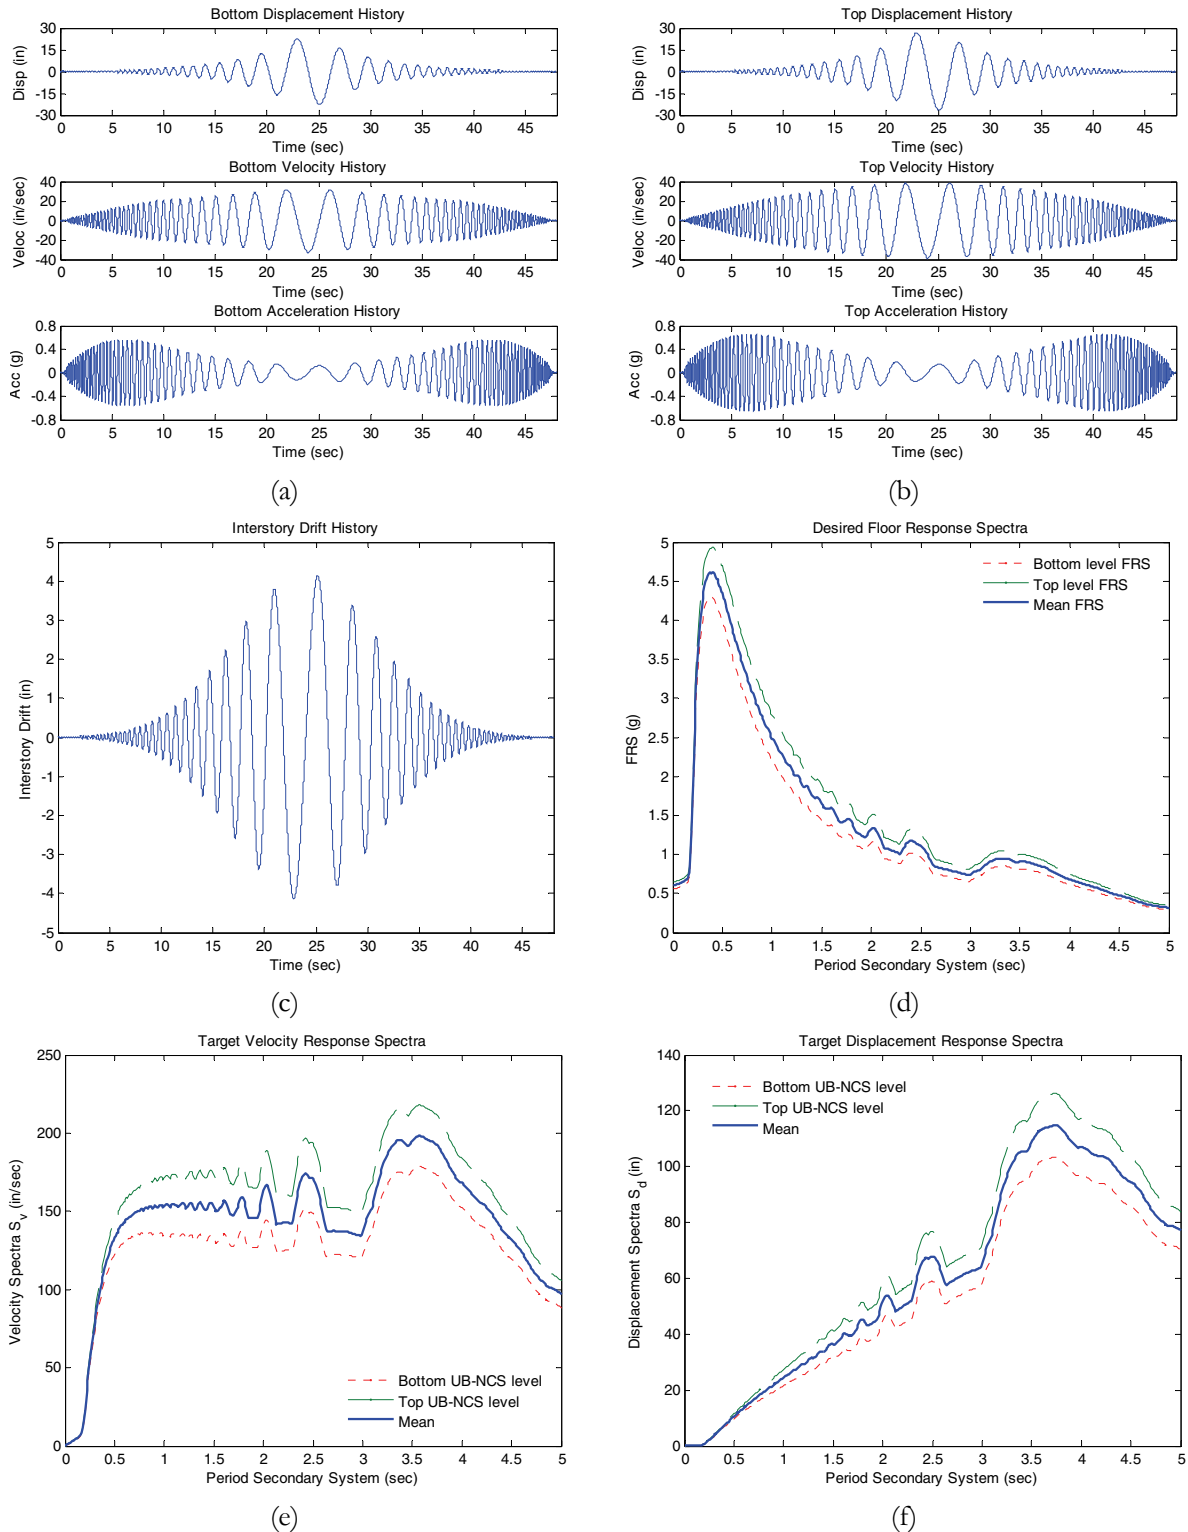 Bottom Displacement History
Disp (in)
30
15
0
-15
-30
0 5 10 15 20 25 30 35 40 45
Time (sec)
Bottom Velocity History
Veloc (in/sec)
40
20
0
-20
-40
0 5 10 15 20 25 30 35 40 45
Time (sec)
Bottom Acceleration History
Acc (g)
0.8
0.4
0
-0.4
-0.8
0 5 10 15 20 25 30 35 40 45
Time (sec)
(a)
Top Displacement History
Disp (in)
30
15
0
-15
-30
0 5 10 15 20 25 30 35 40 45
Time (sec)
Top Velocity History
Veloc (in/sec)
40
20
0
-20
-40
0 5 10 15 20 25 30 35 40 45
Time (sec)
Top Acceleration History
Acc (g)
0.8
0.4
0
-0.4
-0.8
0 5 10 15 20 25 30 35 40 45
Time (sec)
(b)
Interstory Drift History
Interstory Drift (in)
5
4
3
2
1
0
-1
-2
-3
-4
-5
0 5 10 15 20 25 30 35 40 45
Time (sec)
(c)
Desired Floor Response Spectra
FRS (g)
5
4.5
4
3.5
3
2.5
2
1.5
1
0.5
0
Bottom level FRS
Top level FRS
Mean FRS
0 0.5 1 1.5 2 2.5 3 3.5 4 4.5 5
Period Secondary System (sec)
(d)
Target Velocity Response Spectra
Velocity Spectra Sv (in/sec)
250
200
150
100
50
0
Bottom UB-NCS level
Top UB-NCS level
Mean
0 0.5 1 1.5 2 2.5 3 3.5 4 4.5 5
Period Secondary System (sec)
(e)
Target Displacement Response Spectra
Displacement Spectra Sd (in)
140
120
100
80
60
40
20
0
Bottom UB-NCS level
Top UB-NCS level
Mean
0 0.5 1 1.5 2 2.5 3 3.5 4 4.5 5
Period Secondary System (sec)
(f)